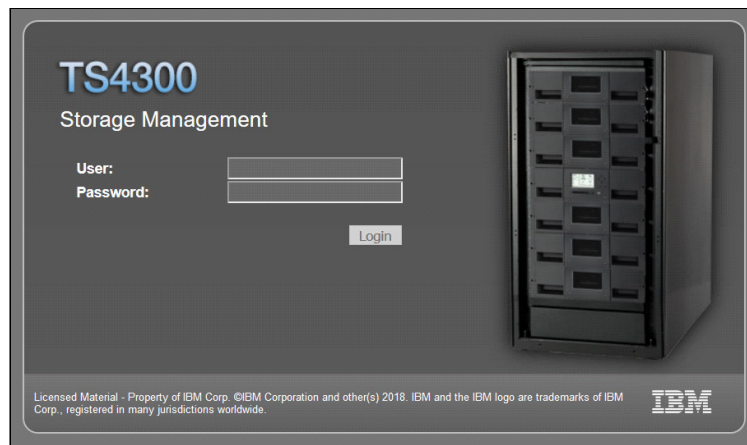 TS4300
Storage Management
User:
Password:
Login
Licensed Material - Property of IBM Corp. ©IBM Corporation and other(s) 2018. IBM and the IBM logo are trademarks of IBM
Corp., registered in many jurisdictions worldwide.
IBM